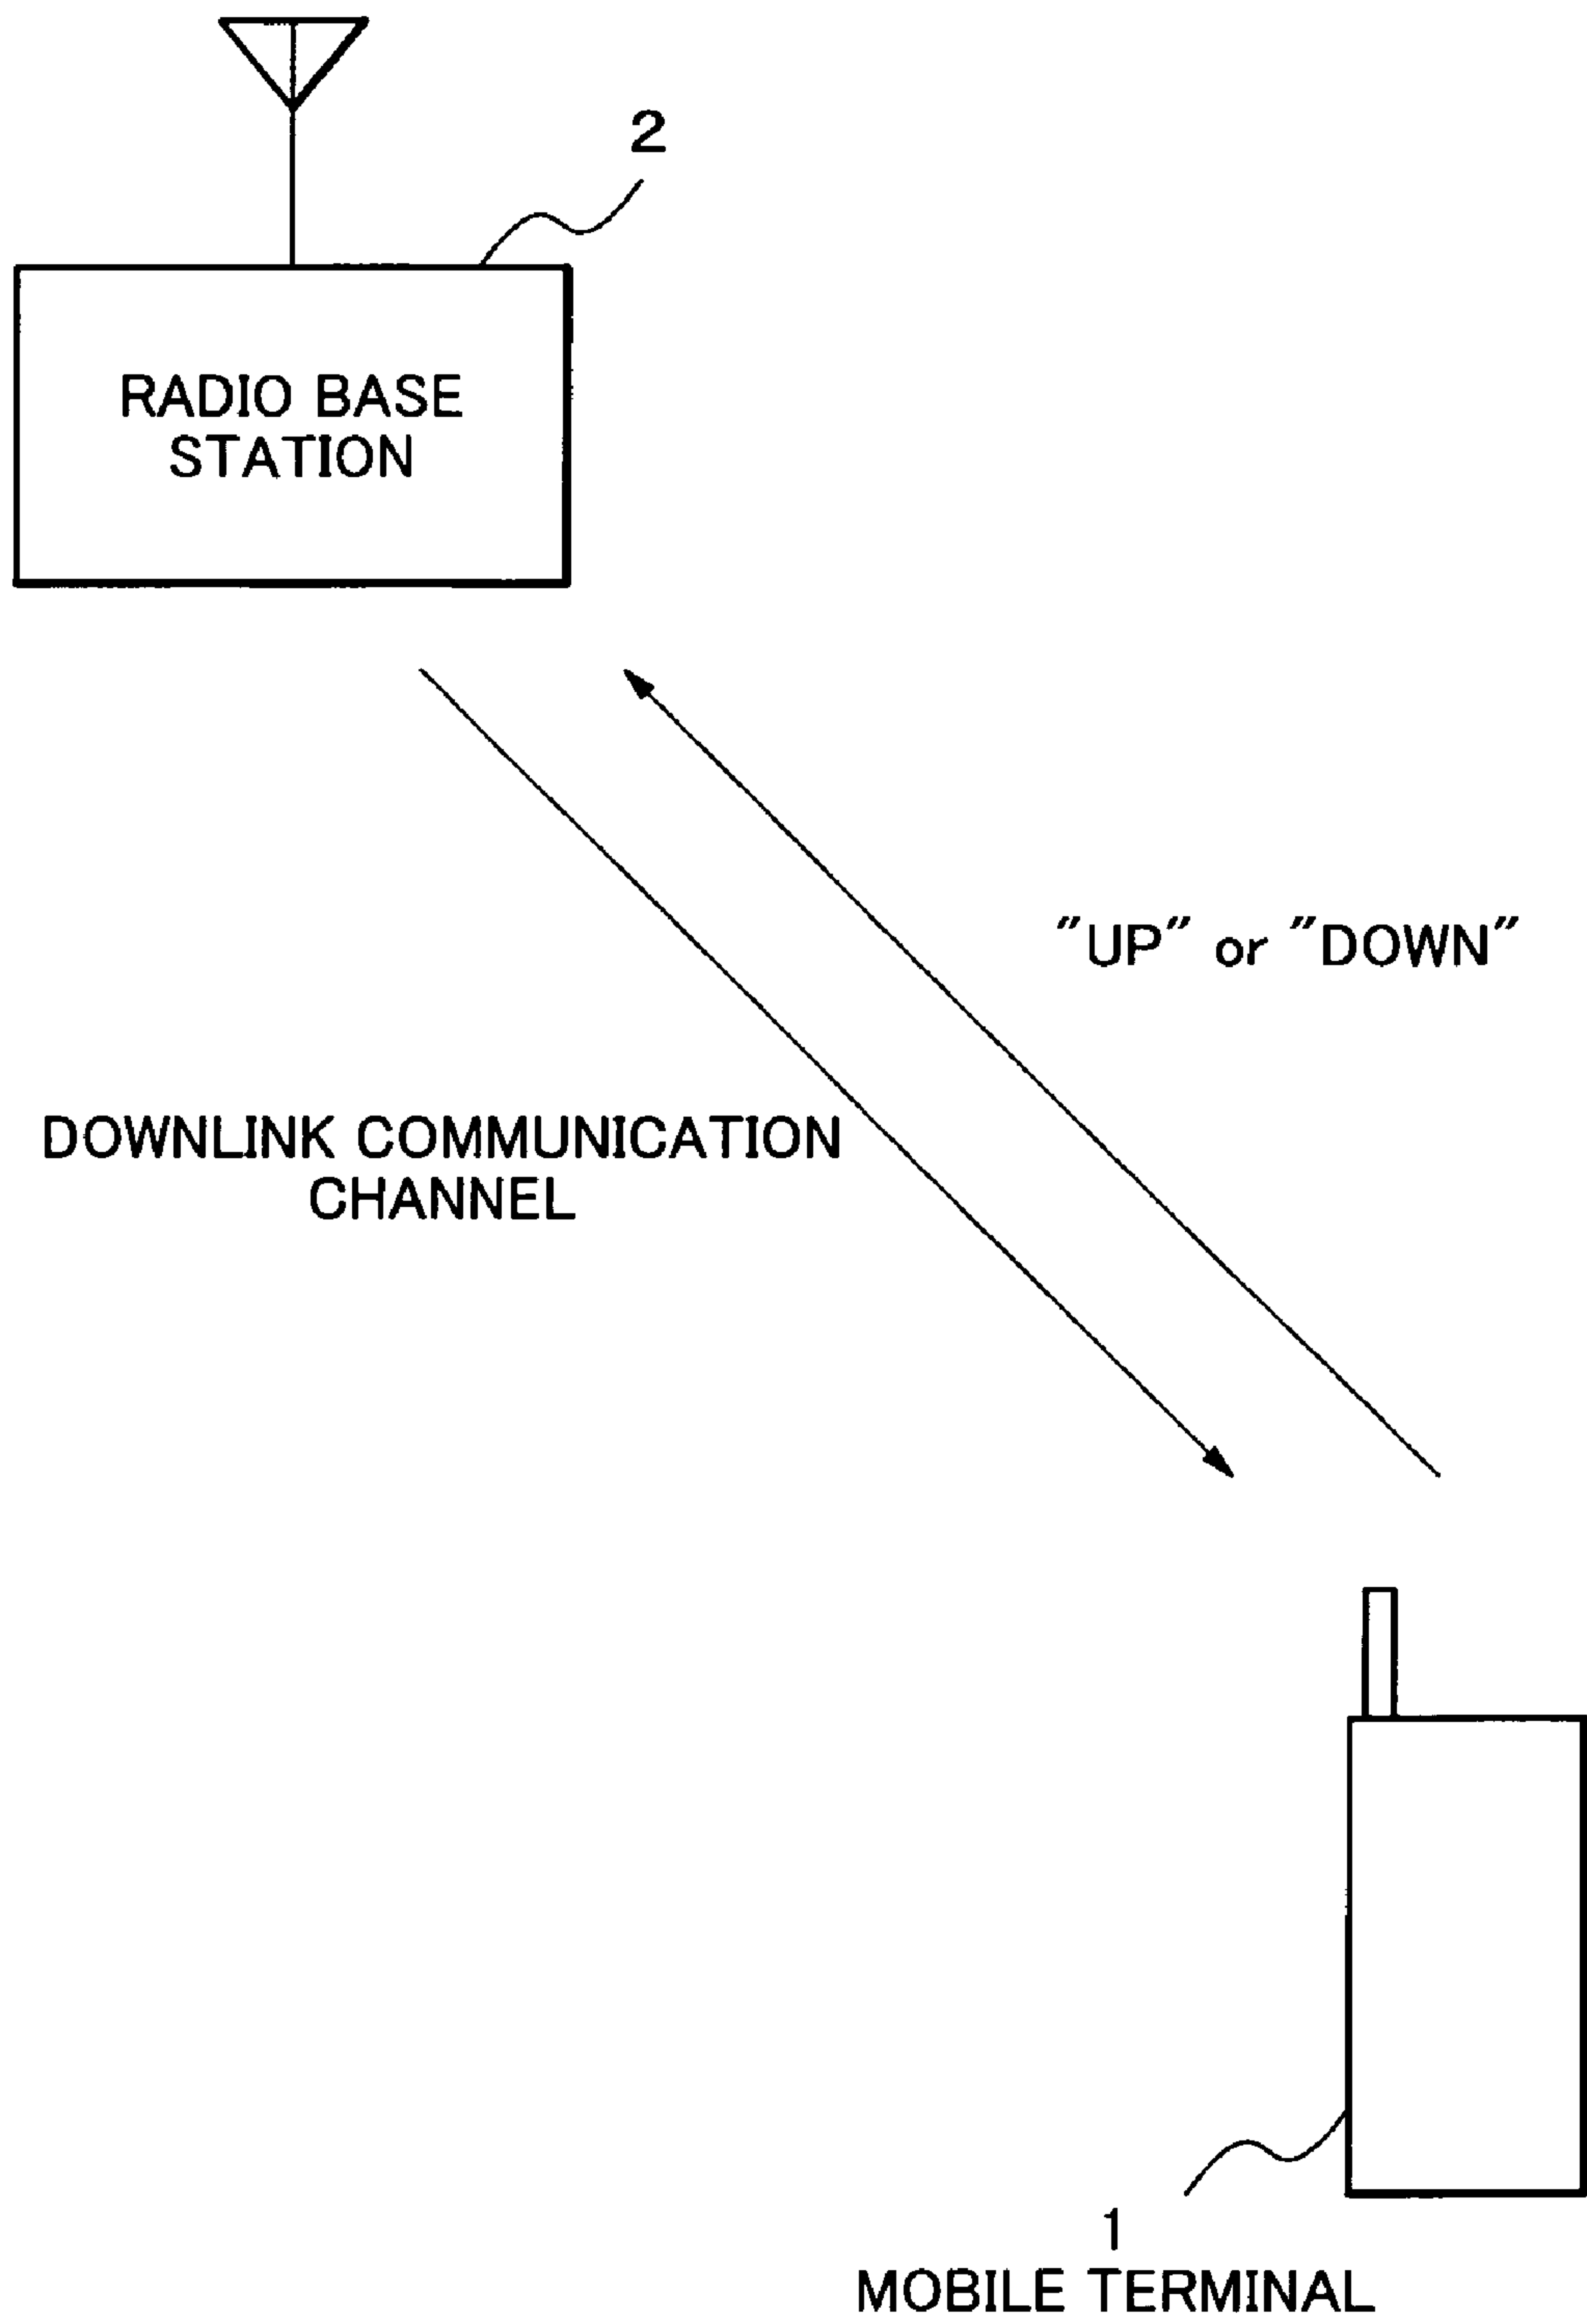 2
RADIO BASE
STATION
"UP" or "DOWN"
DOWNLINK COMMUNICATION
CHANNEL
1
MOBILE TERMINAL